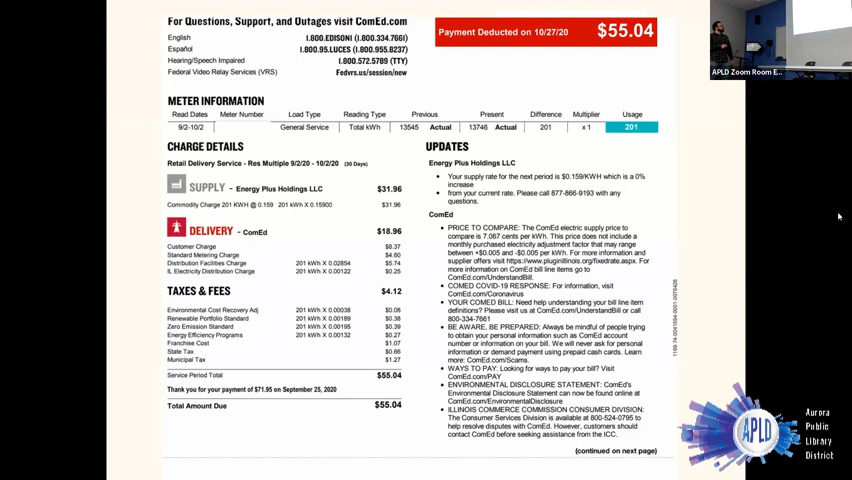 For Questions, Support, and Outages visit ComEd.com
English 1.800.EDISON1 (1.800.334.7661)
Español 1.800.95.LUCES (1.800.955.8237)
Hearing/Speech Impaired 1.800.572.5789 (TTY)
Federal Video Relay Services (VRS) Fedvrs.us/session/new
Payment Deducted on 10/27/20 $55.04
APLD Zoom Room E...
METER INFORMATION
Read Dates Meter Number Load Type Reading Type Previous Present Difference Multiplier Usage
9/2-10/2 General Service Total kWh 13545 Actual 13746 Actual 201 x 1 201
CHARGE DETAILS
Retail Delivery Service - Res Multiple 9/2/20 - 10/2/20 (30 Days)
SUPPLY - Energy Plus Holdings LLC $31.96
Commodity Charge 201 KWH @ 0.159 201 kWh X 0.15900 $31.96
DELIVERY - ComEd $18.96
Customer Charge $8.37
Standard Metering Charge $4.60
Distribution Facilities Charge 201 kWh X 0.02854 $5.74
IL Electricity Distribution Charge 201 kWh X 0.00122 $0.25
TAXES & FEES $4.12
Environmental Cost Recovery Adj 201 kWh X 0.00038 $0.08
Renewable Portfolio Standard 201 kWh X 0.00189 $0.38
Zero Emission Standard 201 kWh X 0.00195 $0.39
Energy Efficiency Programs 201 kWh X 0.00132 $0.27
Franchise Cost $1.07
State Tax $0.66
Municipal Tax $1.27
Service Period Total $55.04
Thank you for your payment of $71.95 on September 25, 2020
Total Amount Due $55.04
UPDATES
Energy Plus Holdings LLC
• Your supply rate for the next period is $0.159/KWH which is a 0%
increase
• from your current rate. Please call 877-866-9193 with any
questions.
ComEd
• PRICE TO COMPARE: The ComEd electric supply price to
compare is 7.067 cents per kWh. This price does not include a
monthly purchased electricity adjustment factor that may range
between +$0.005 and -$0.005 per kWh. For more information and
supplier offers visit https://www.pluginillinois.org/fixedrate.aspx. For
more information on ComEd bill line items go to
ComEd.com/UnderstandBill.
• COMED COVID-19 RESPONSE: For information, visit
ComEd.com/Coronavirus
• YOUR COMED BILL: Need help understanding your bill line item
definitions? Please visit us at ComEd.com/UnderstandBill or call
800-334-7661
• BE AWARE, BE PREPARED: Always be mindful of people trying
to obtain your personal information such as ComEd account
number or information on your bill. We will never ask for personal
information or demand payment using prepaid cash cards. Learn
more: ComEd.com/Scams.
• WAYS TO PAY: Looking for ways to pay your bill? Visit
ComEd.com/PAY
• ENVIRONMENTAL DISCLOSURE STATEMENT: ComEd's
Environmental Disclosure Statement can now be found online at
ComEd.com/EnvironmentalDisclosure
• ILLINOIS COMMERCE COMMISSION CONSUMER DIVISION:
The Consumer Services Division is available at 800-524-0795 to
help resolve disputes with ComEd. However, customers should
contact ComEd before seeking assistance from the ICC.
(continued on next page)
APLD
Aurora
Public
Library
District